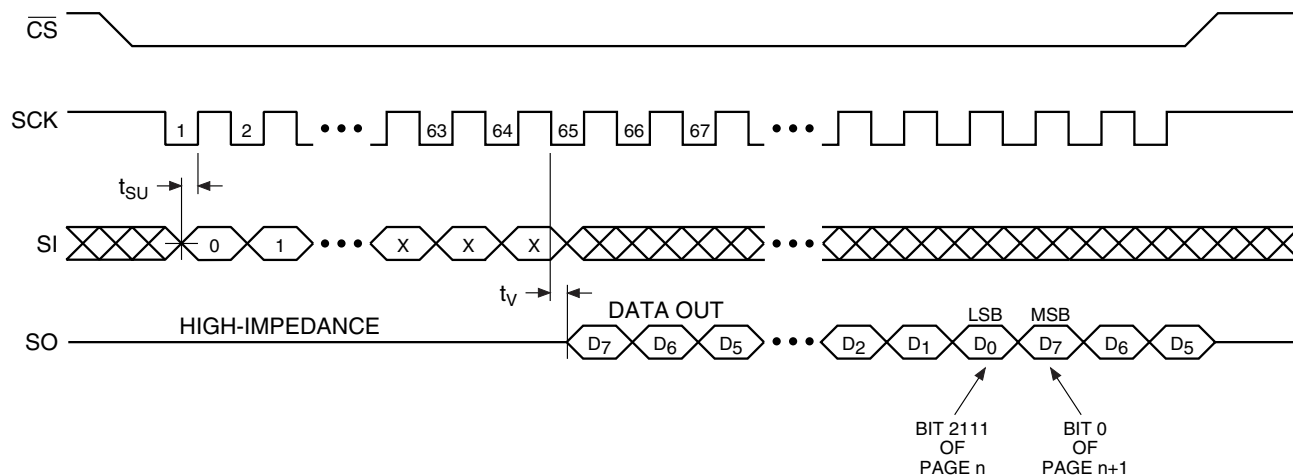 CS
SCK
1 2 ••• 63 64 65 66 67 •••
tSU
SI
0 1 ••• X X X •••
tV
HIGH-IMPEDANCE
DATA OUT
LSB MSB
SO
D7 D6 D5 ••• D2 D1 D0 D7 D6 D5
BIT 2111
OF
PAGE n
BIT 0
OF
PAGE n+1